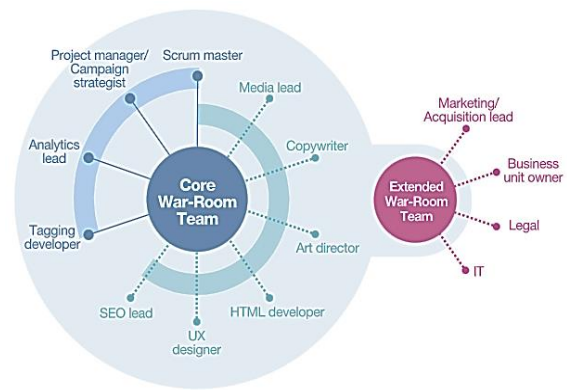 Project manager/
Campaign
strategist
Scrum master
Media lead
Copywriter
Analytics
lead
Core
War-Room
Team
Tagging
developer
Art director
SEO lead
UX
designer
HTML developer
Marketing/
Acquisition lead
Extended
War-Room
Team
Business
unit owner
Legal
IT